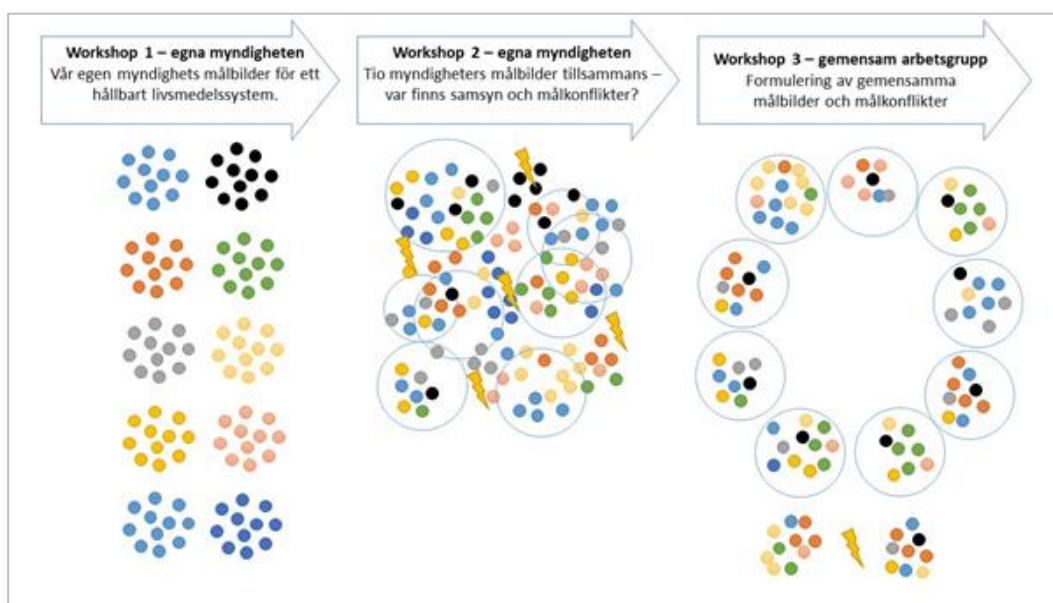 Workshop 1 – egna myndigheten
Vår egen myndighets målbilder för ett
hållbart livsmedelssystem.
Workshop 2 – egna myndigheten
Tio myndigheters målbilder tillsammans –
var finns samsyn och målkonflikter?
Workshop 3 – gemensam arbetsgrupp
Formulering av gemensamma
målbilder och målkonflikter